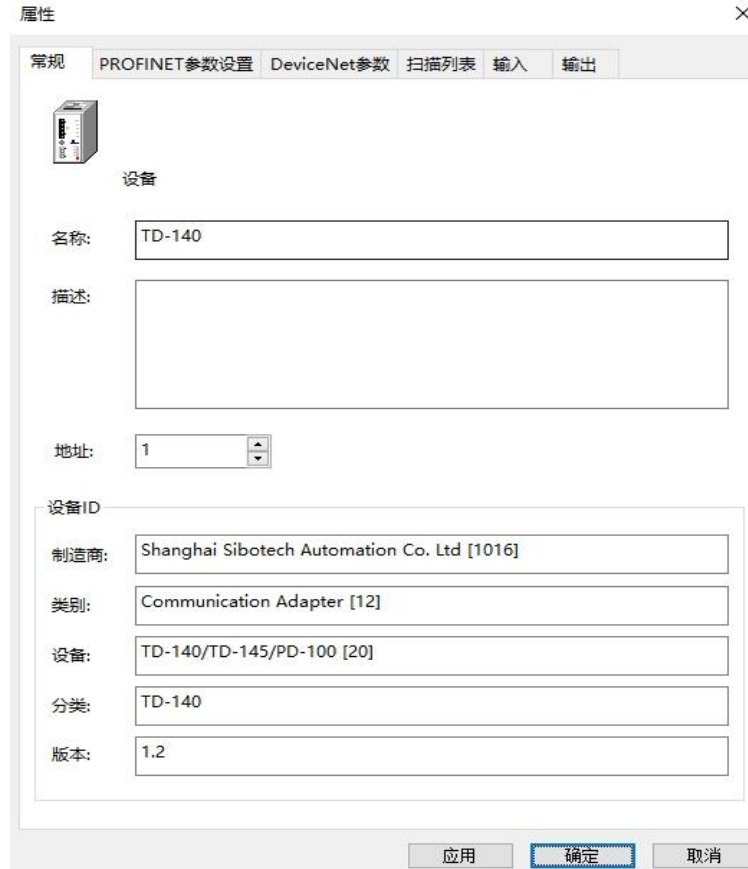 属性
常规 PROFINET参数设置 DeviceNet参数 扫描列表 输入 输出
设备
名称: TD-140
描述:
地址: 1
设备ID
制造商: Shanghai Sibotech Automation Co. Ltd [1016]
类别: Communication Adapter [12]
设备: TD-140/TD-145/PD-100 [20]
分类: TD-140
版本: 1.2
应用 确定 取消